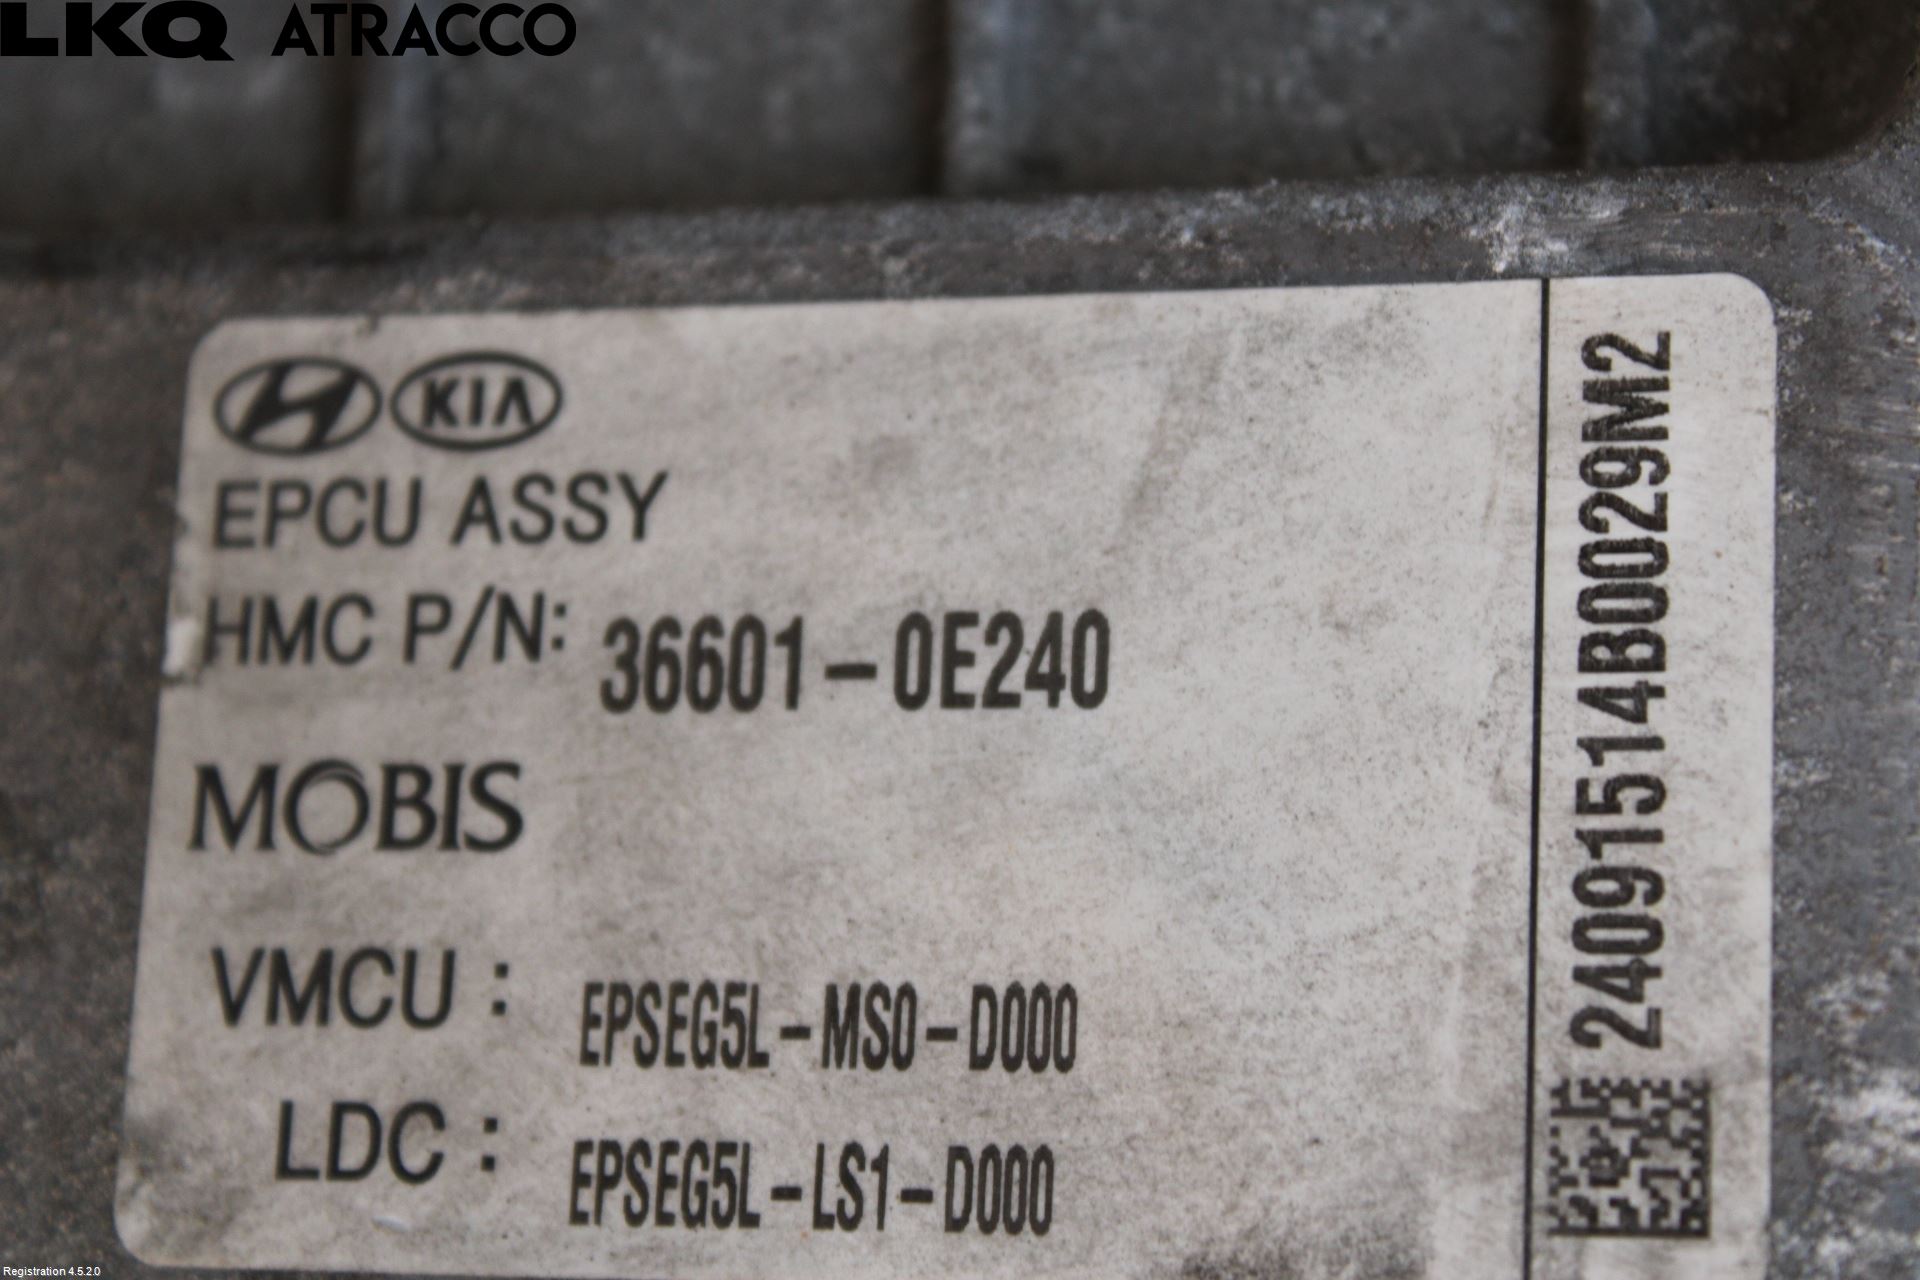 LKQ ATRACCO
KIA
EPCU ASSY
HMC P/N: 36601-0E240
MOBIS
VMCU : EPSEG5L-MS0-D000
LDC : EPSEG5L-LS1-D000
24091514B0029M2
Registration 4.5.2.0